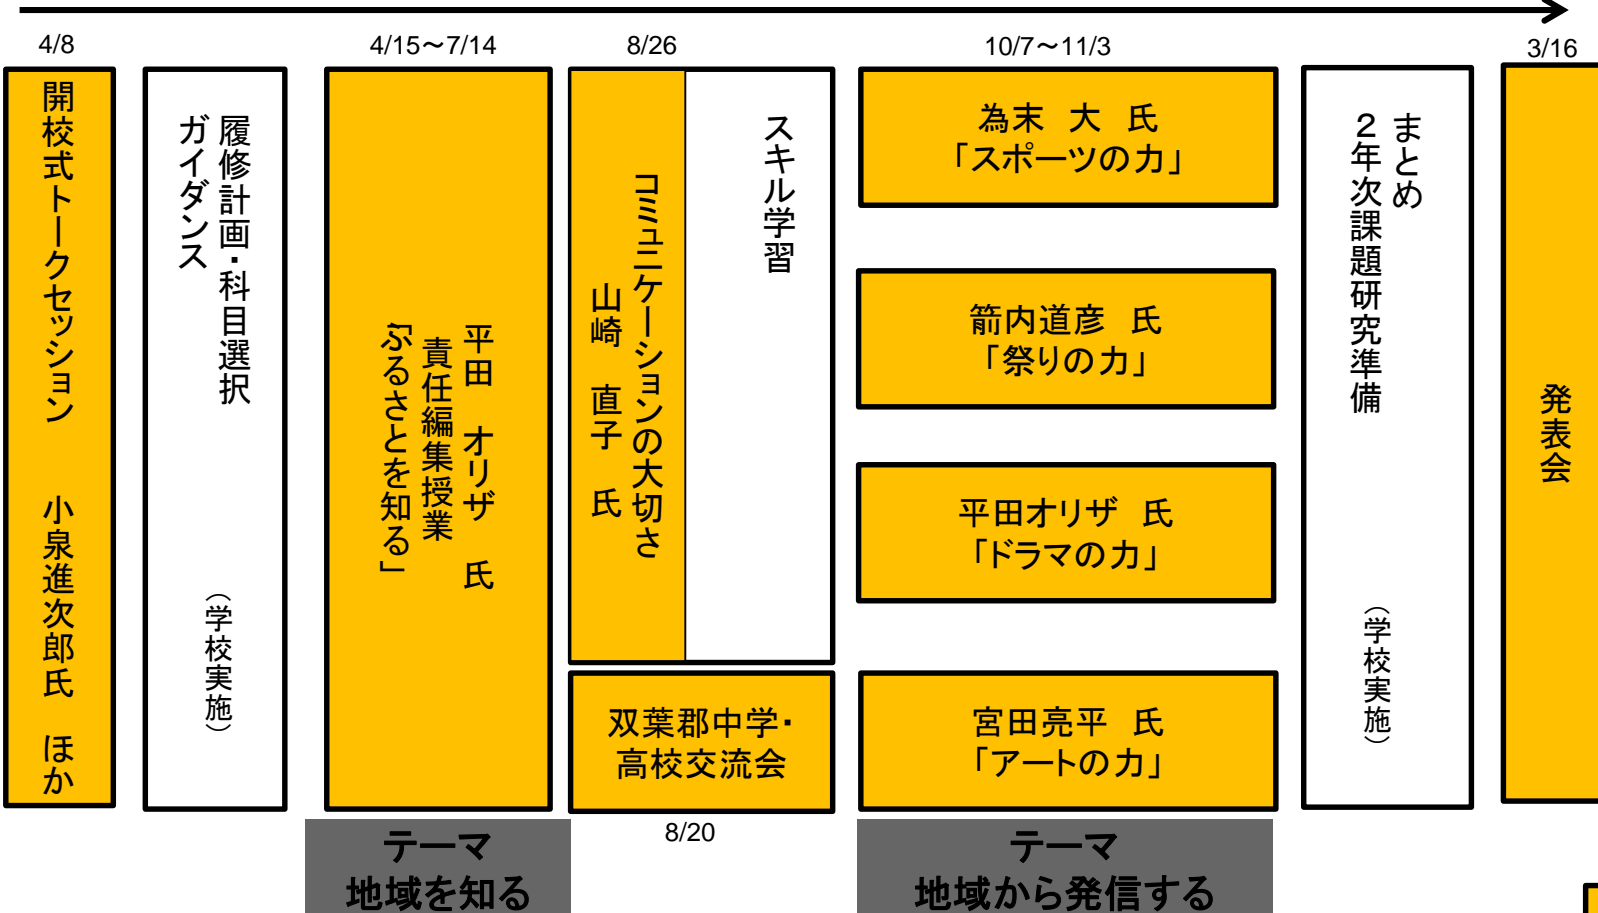 4/8
開校式トークセッション　小泉進次郎氏　ほか
履修計画・科目選択
ガイダンス
（学校実施）
4/15～7/14
平田　オリザ　氏
責任編集授業
「ふるさとを知る」
テーマ
地域を知る
8/26
コミュニケーションの大切さ
山崎　直子　氏
スキル学習
双葉郡中学・
高校交流会
8/20
10/7～11/3
為末　大　氏
「スポーツの力」
箭内道彦　氏
「祭りの力」
平田オリザ　氏
「ドラマの力」
宮田亮平　氏
「アートの力」
テーマ
地域から発信する
まとめ
２年次課題研究準備
（学校実施）
3/16
発表会